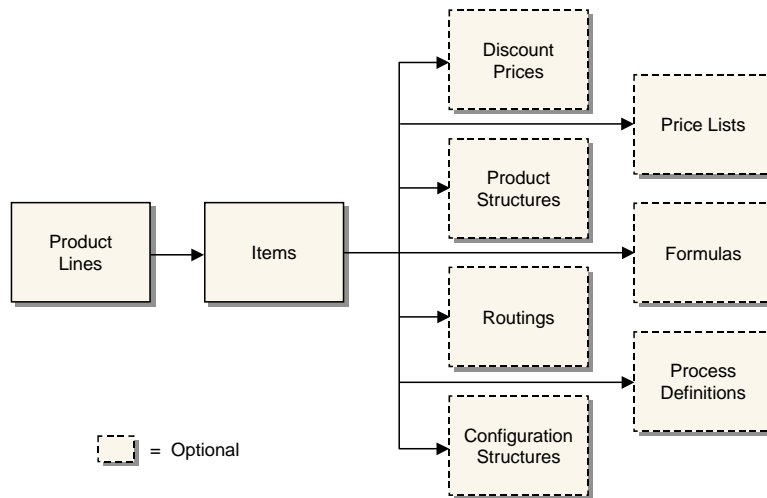 Discount
Prices
Price Lists
Product
Structures
Product
Lines
Items
Formulas
Routings
Process
Definitions
Configuration
Structures
= Optional